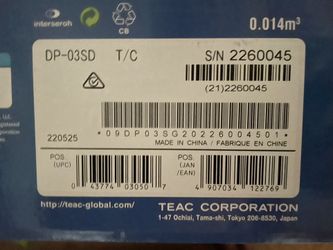 interseroh
CB
0.014m³
DP-03SD T/C
S/N 2260045
(21)2260045
*09DP03SG20226004501*
220525
MADE IN CHINA / FABRIQUE EN CHINE
POS. (UPC)
0 43774 03050 7
POS. (JAN /EAN)
4 907034 122769
http://teac-global.com/
TEAC CORPORATION
1-47 Ochiai, Tama-shi, Tokyo 206-8530, Japan